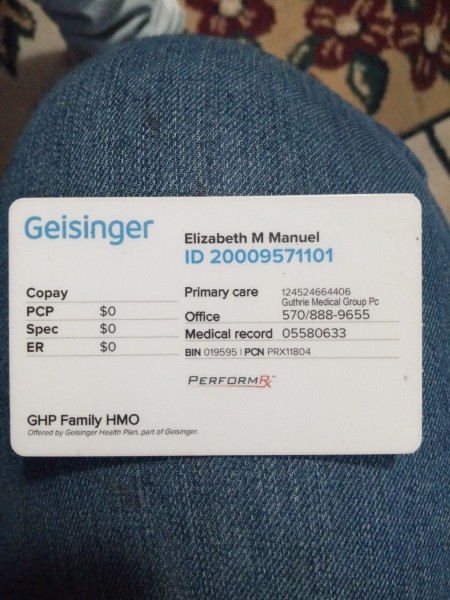 Geisinger
Elizabeth M Manuel
ID 20009571101
Copay
PCP $0
Spec $0
ER $0
Primary care 124524664406
Guthrie Medical Group Pc
Office 570/888-9655
Medical record 05580633
BIN 019595 | PCN PRX11804
PERFORMRx™
GHP Family HMO
Offered by Geisinger Health Plan, part of Geisinger.